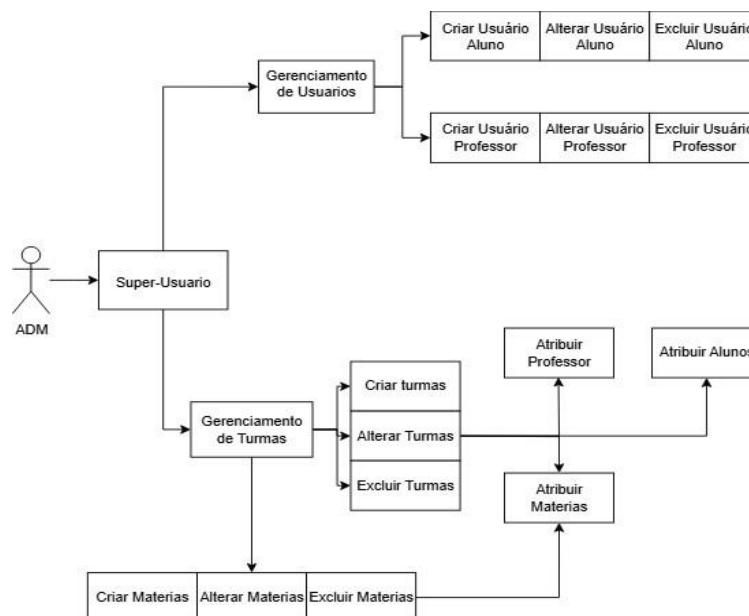 Criar Usuário
Aluno
Alterar Usuário
Aluno
Excluir Usuário
Aluno
Gerenciamento
de Usuarios
Criar Usuário
Professor
Alterar Usuário
Professor
Excluir Usuário
Professor
ADM
Super-Usuario
Atribuir
Professor
Atribuir Alunos
Criar turmas
Gerenciamento
de Turmas
Alterar Turmas
Excluir Turmas
Atribuir
Materias
Criar Materias
Alterar Materias
Excluir Materias